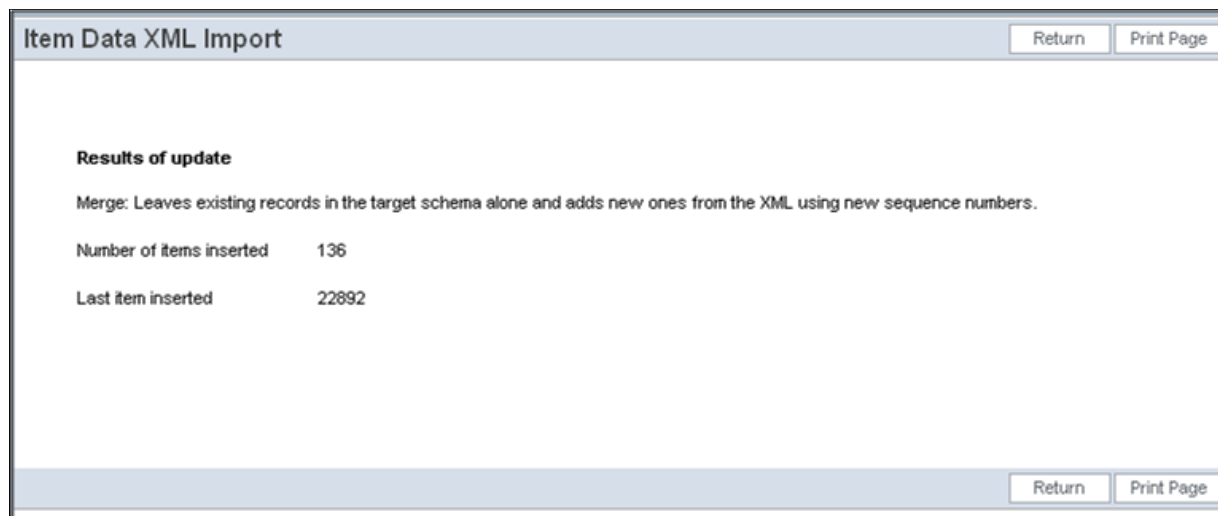 Item Data XML Import
Return
Print Page
Results of update
Merge: Leaves existing records in the target schema alone and adds new ones from the XML using new sequence numbers.
Number of items inserted 136
Last item inserted 22892
Return
Print Page